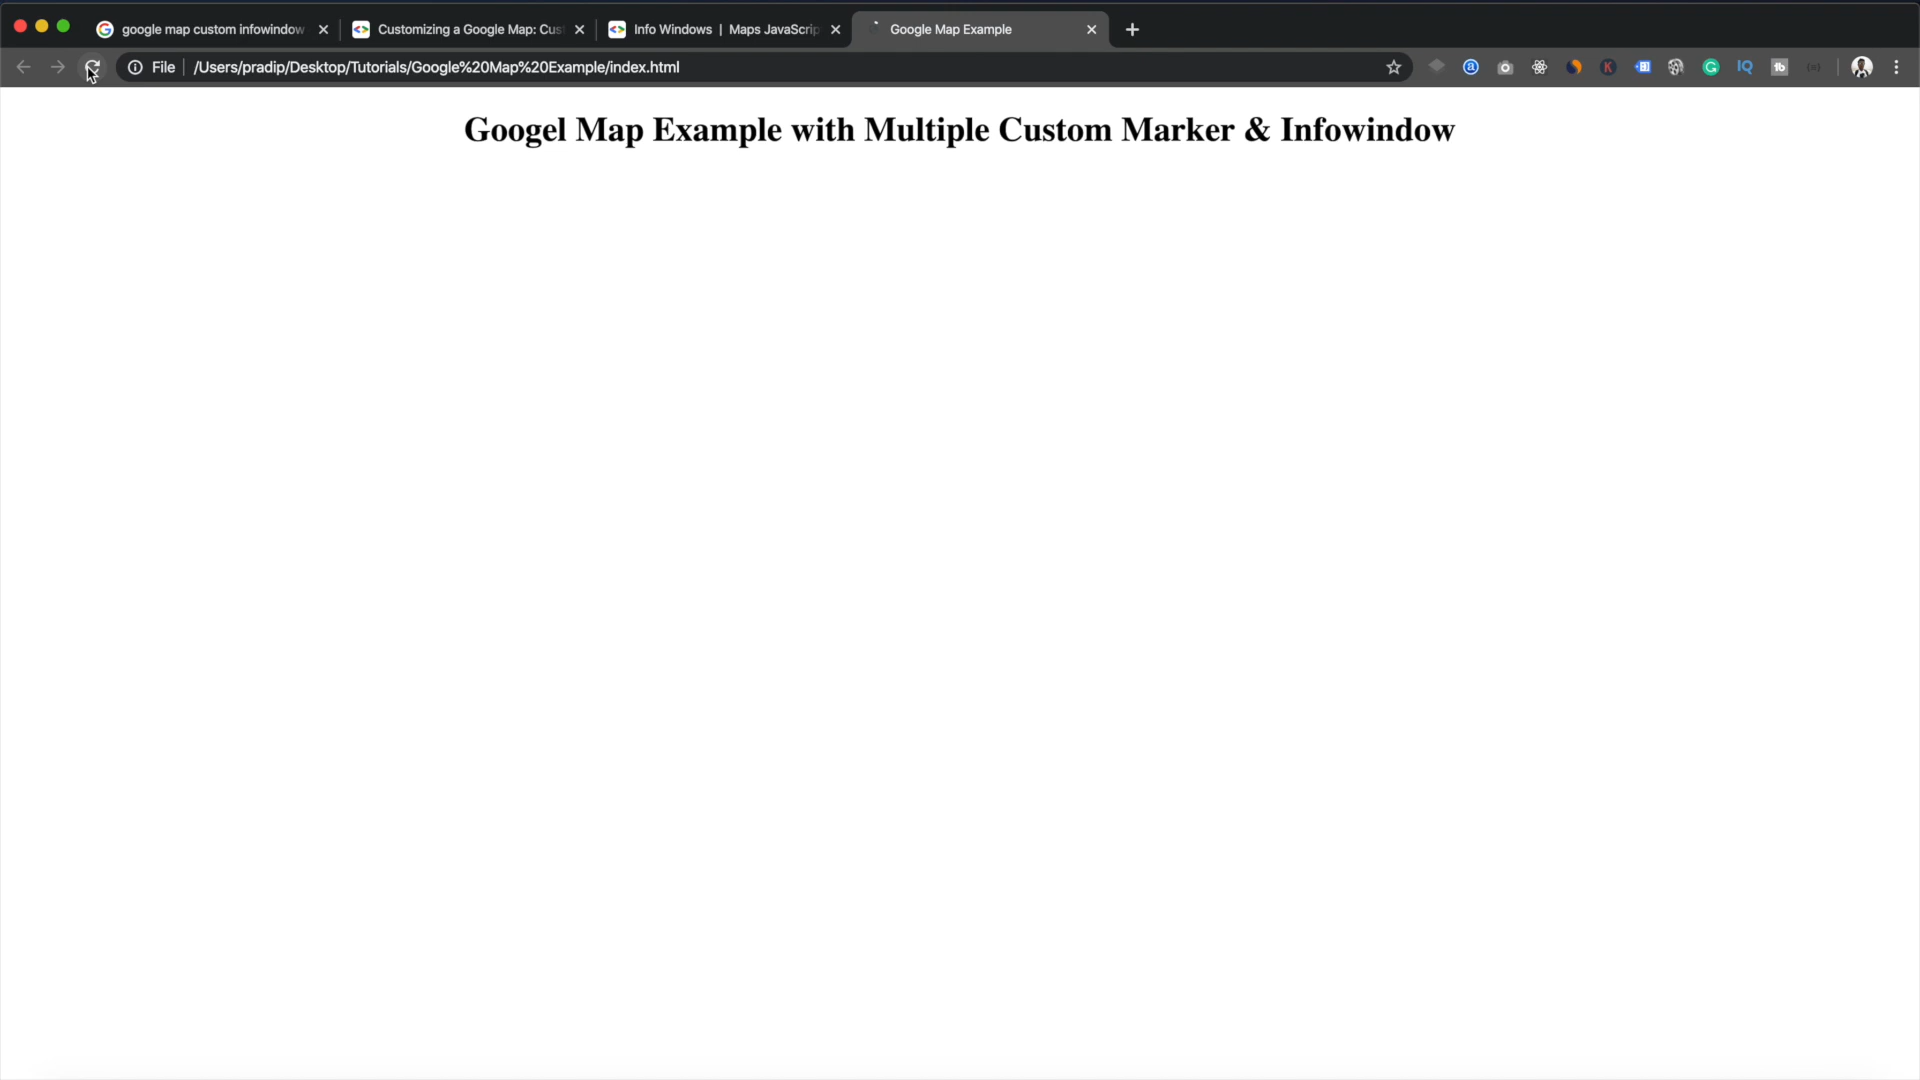 google map custom infowindow
Customizing a Google Map: Cus
Info Windows | Maps JavaScrip
Google Map Example
File
/Users/pradip/Desktop/Tutorials/Google%20Map%20Example/index.html
Googel Map Example with Multiple Custom Marker & Infowindow